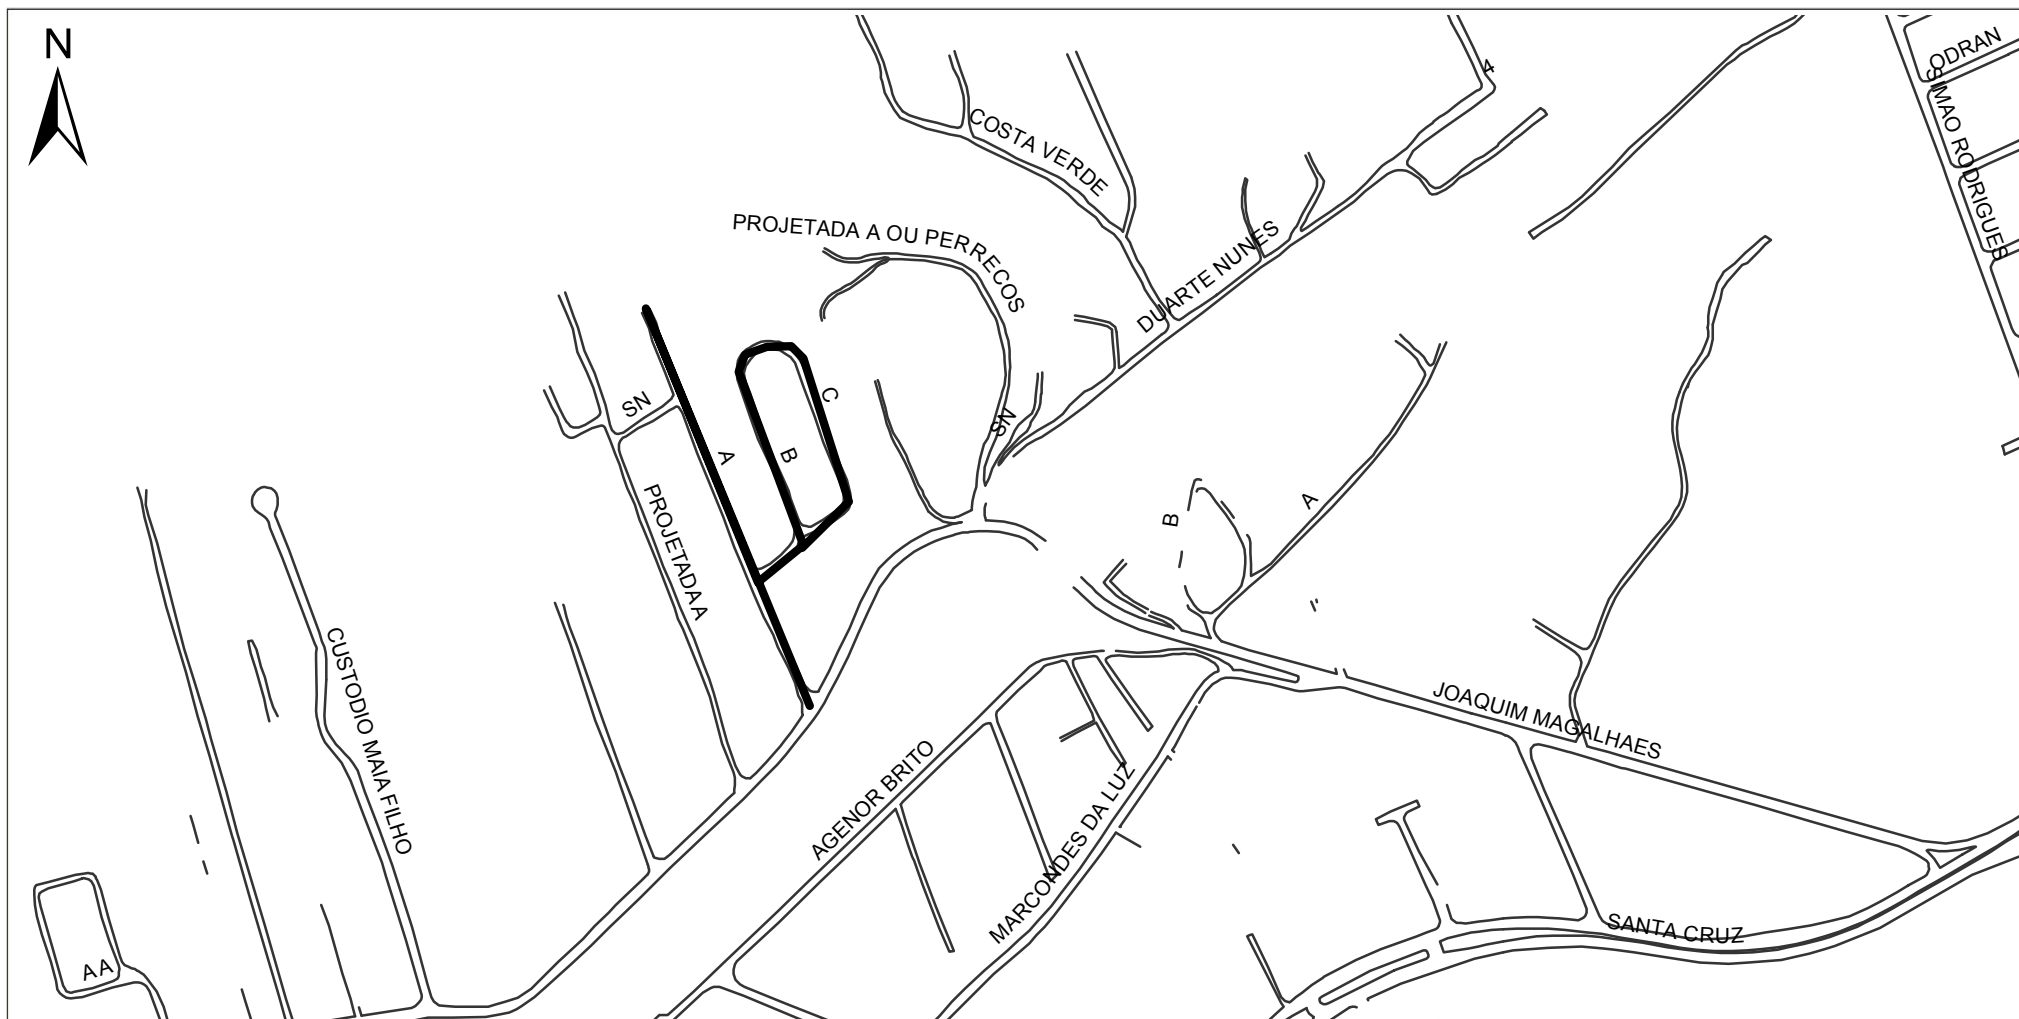 N
4
ODRAN
SIMAO RODRIGUES
COSTA VERDE
PROJETADA A OU PERRECOS
DUARTE NUNES
SN
C
SN
A
B
PROJETADA A
A
B
CUSTODIO MAIA FILHO
JOAQUIM MAGALHAES
AGENOR BRITO
MARCONDES DA LUZ
SANTA CRUZ
AA